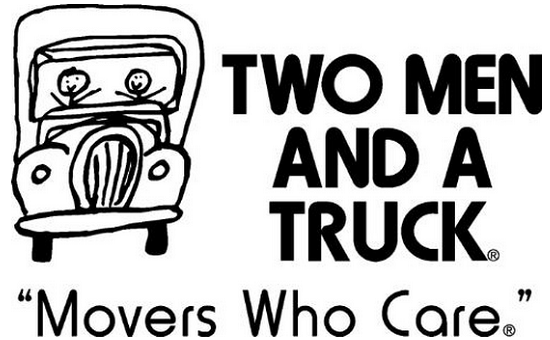 TWO MEN
AND A
TRUCK®
“Movers Who Care®”